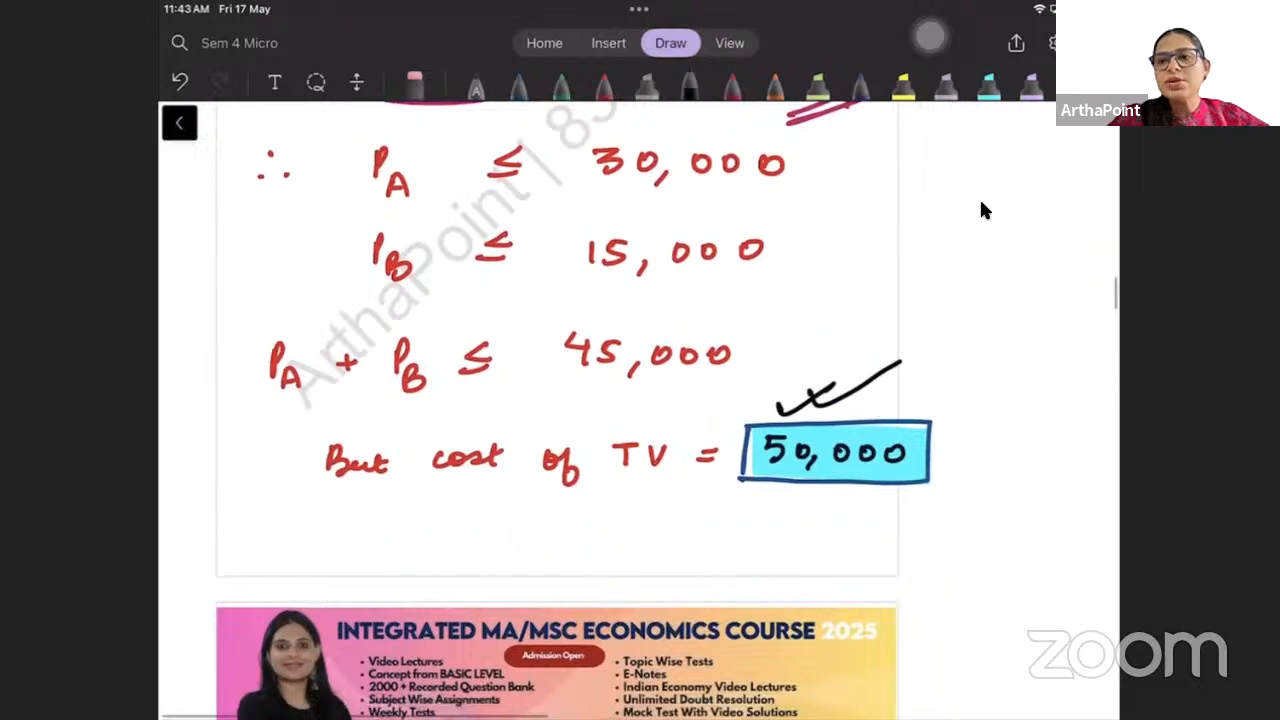 11:43 AM Fri 17 May
Sem 4 Micro
Home Insert Draw View
T
A
ArthaPoint
ArthaPoint | 83
∴ PA ≤ 30,000
PB ≤ 15,000
PA + PB ≤ 45,000
But cost of TV = 50,000
INTEGRATED MA/MSC ECONOMICS COURSE 2025
Admission Open
• Video Lectures
• Concept from BASIC LEVEL
• 2000 + Recorded Question Bank
• Subject Wise Assignments
• Weekly Tests
• Topic Wise Tests
• E-Notes
• Indian Economy Video Lectures
• Unlimited Doubt Resolution
• Mock Test With Video Solutions
zoom